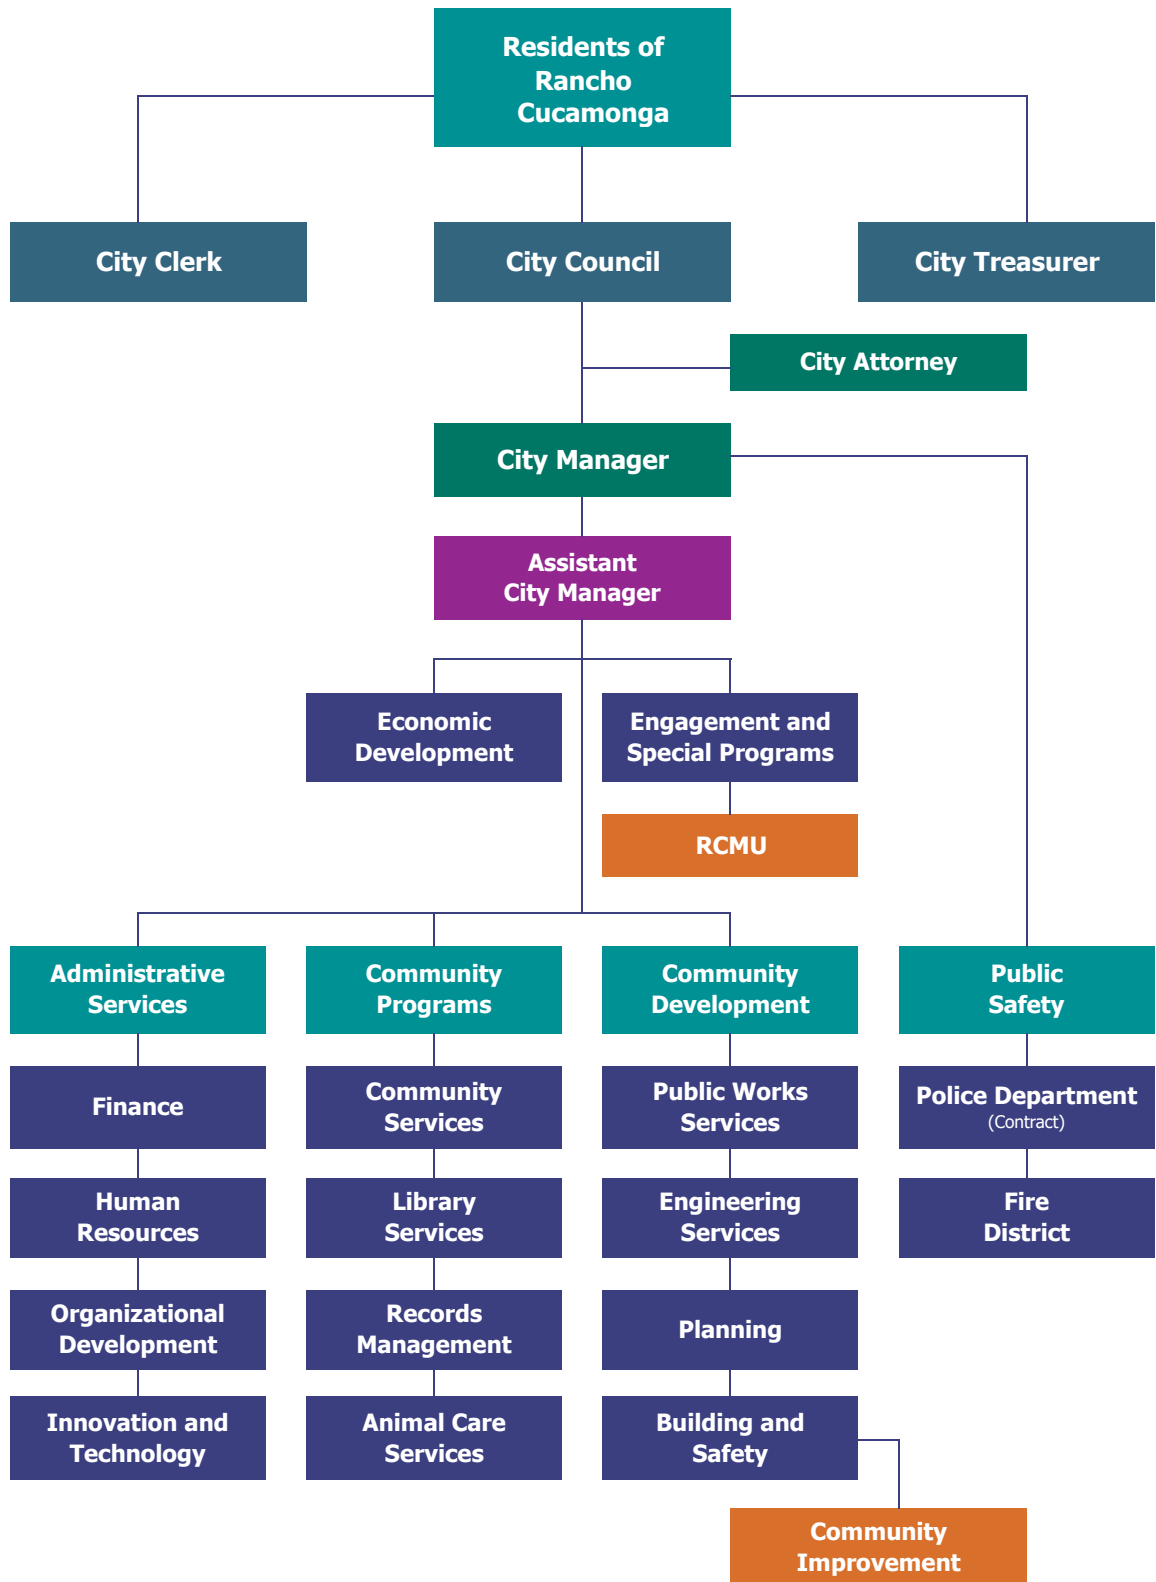 Residents of
Rancho
Cucamonga
City Clerk
City Council
City Treasurer
City Attorney
City Manager
Assistant
City Manager
Economic
Development
Engagement and
Special Programs
RCMU
Administrative
Services
Community
Programs
Community
Development
Public
Safety
Finance
Community
Services
Public Works
Services
Police Department
(Contract)
Human
Resources
Library
Services
Engineering
Services
Fire
District
Organizational
Development
Records
Management
Planning
Innovation and
Technology
Animal Care
Services
Building and
Safety
Community
Improvement